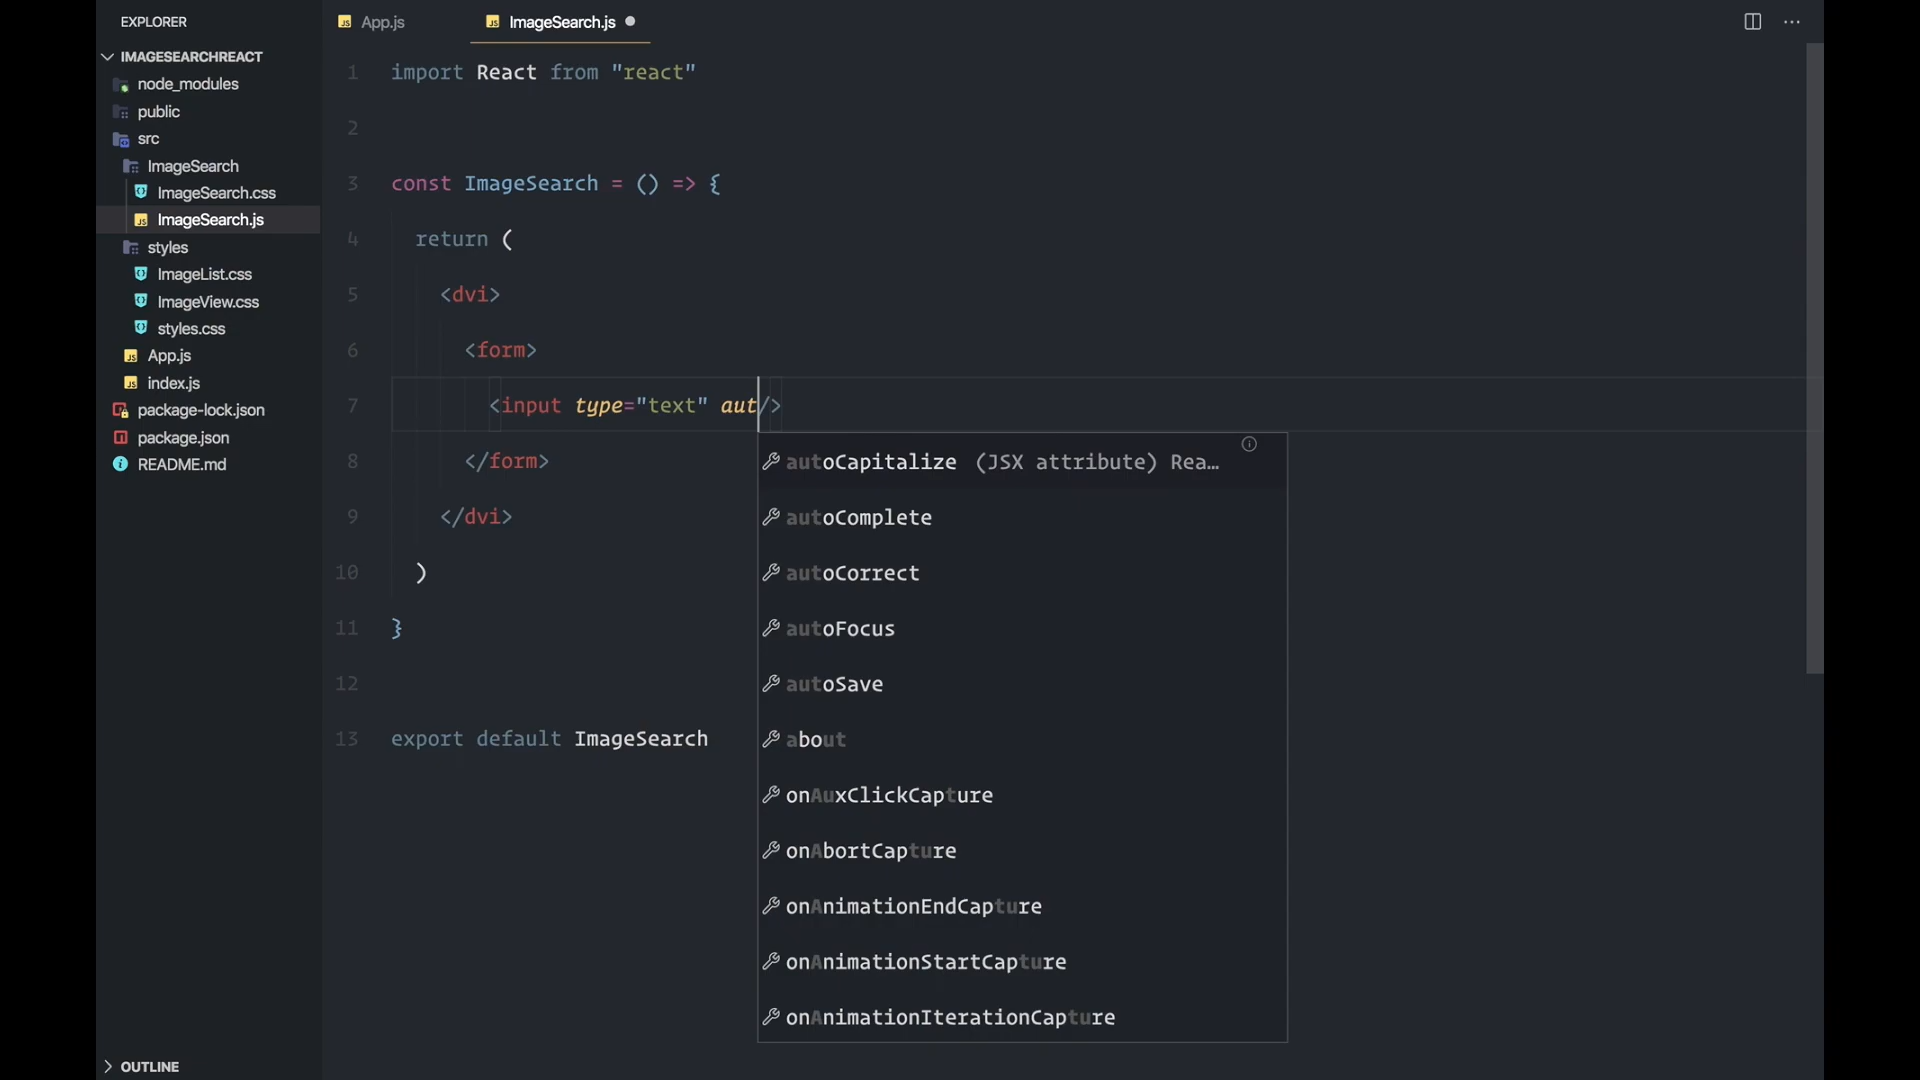 EXPLORER
IMAGESEARCHREACT
node_modules
public
src
ImageSearch
ImageSearch.css
ImageSearch.js
styles
ImageList.css
ImageView.css
styles.css
App.js
index.js
package-lock.json
package.json
README.md
OUTLINE
App.js
ImageSearch.js
1 import React from "react"
2
3 const ImageSearch = () => {
4 return (
5 <dvi>
6 <form>
7 <input type="text" aut/>
8 </form>
9 </dvi>
10 )
11 }
12
13 export default ImageSearch
autoCapitalize (JSX attribute) Rea...
autoComplete
autoCorrect
autoFocus
autoSave
about
onAuxClickCapture
onAbortCapture
onAnimationEndCapture
onAnimationStartCapture
onAnimationIterationCapture